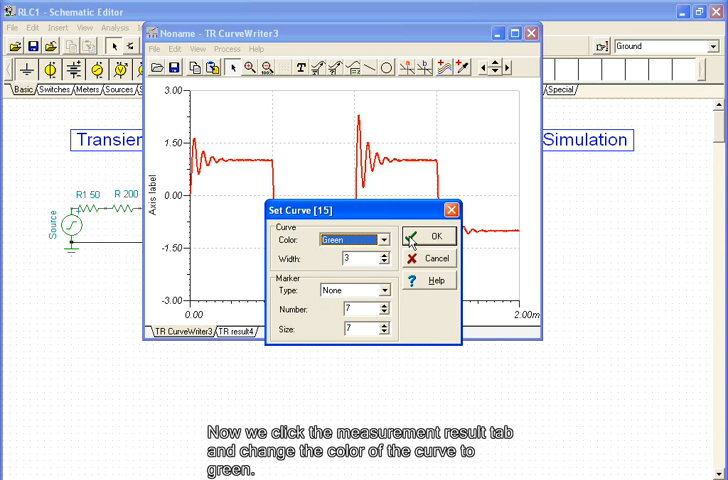 RLC1 - Schematic Editor
File Edit Insert View Analysis
Ground
Basic Switches Meters Sources
Special
Transien
Simulation
R1 50 R 200
Source
Noname - TR CurveWriter3
File Edit View Process Help
T
a b
3.00
1.50
0.00
-1.50
-3.00
Axis label
0.00
2.00m
TR CurveWriter3 TR result4
Set Curve [15]
Curve
Color: Green
Width: 3
Marker
Type: None
Number: 7
Size: 7
OK
Cancel
? Help
Now we click the measurement result tab
and change the color of the curve to
green.